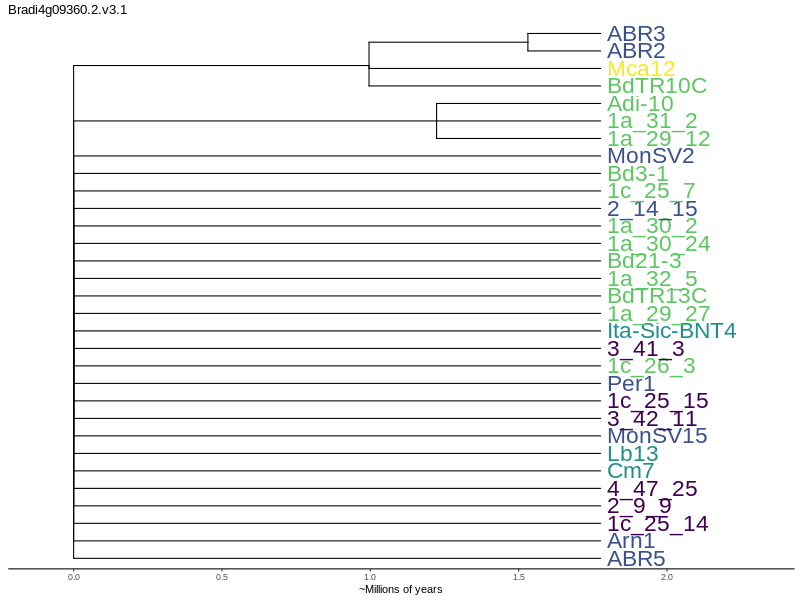 Bradi4g09360.2.v3.1
ABR3
ABR2
Mca12
BdTR10C
Adi-10
1a_31_2
1a_29_12
MonSV2
Bd3-1
1c_25_7
2_14_15
1a_30_2
1a_30_24
Bd21-3
1a_32_5
BdTR13C
1a_29_27
Ita-Sic-BNT4
3_41_3
1c_26_3
Per1
1c_25_15
3_42_11
MonSV15
Lb13
Cm7
4_47_25
2_9_9
1c_25_14
Arn1
ABR5
0.0 0.5 1.0 1.5 2.0
~Millions of years